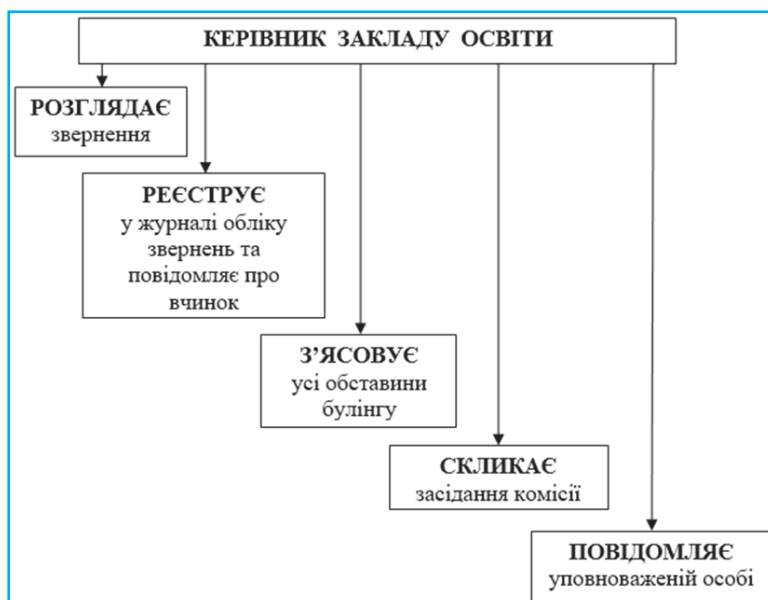 КЕРІВНИК ЗАКЛАДУ ОСВІТИ
РОЗГЛЯДАЄ
звернення
РЕЄСТРУЄ
у журналі обліку
звернень та
повідомляє про
вчинок
З’ЯСОВУЄ
усі обставини
булінгу
СКЛИКАЄ
засідання комісії
ПОВІДОМЛЯЄ
уповноваженій особі